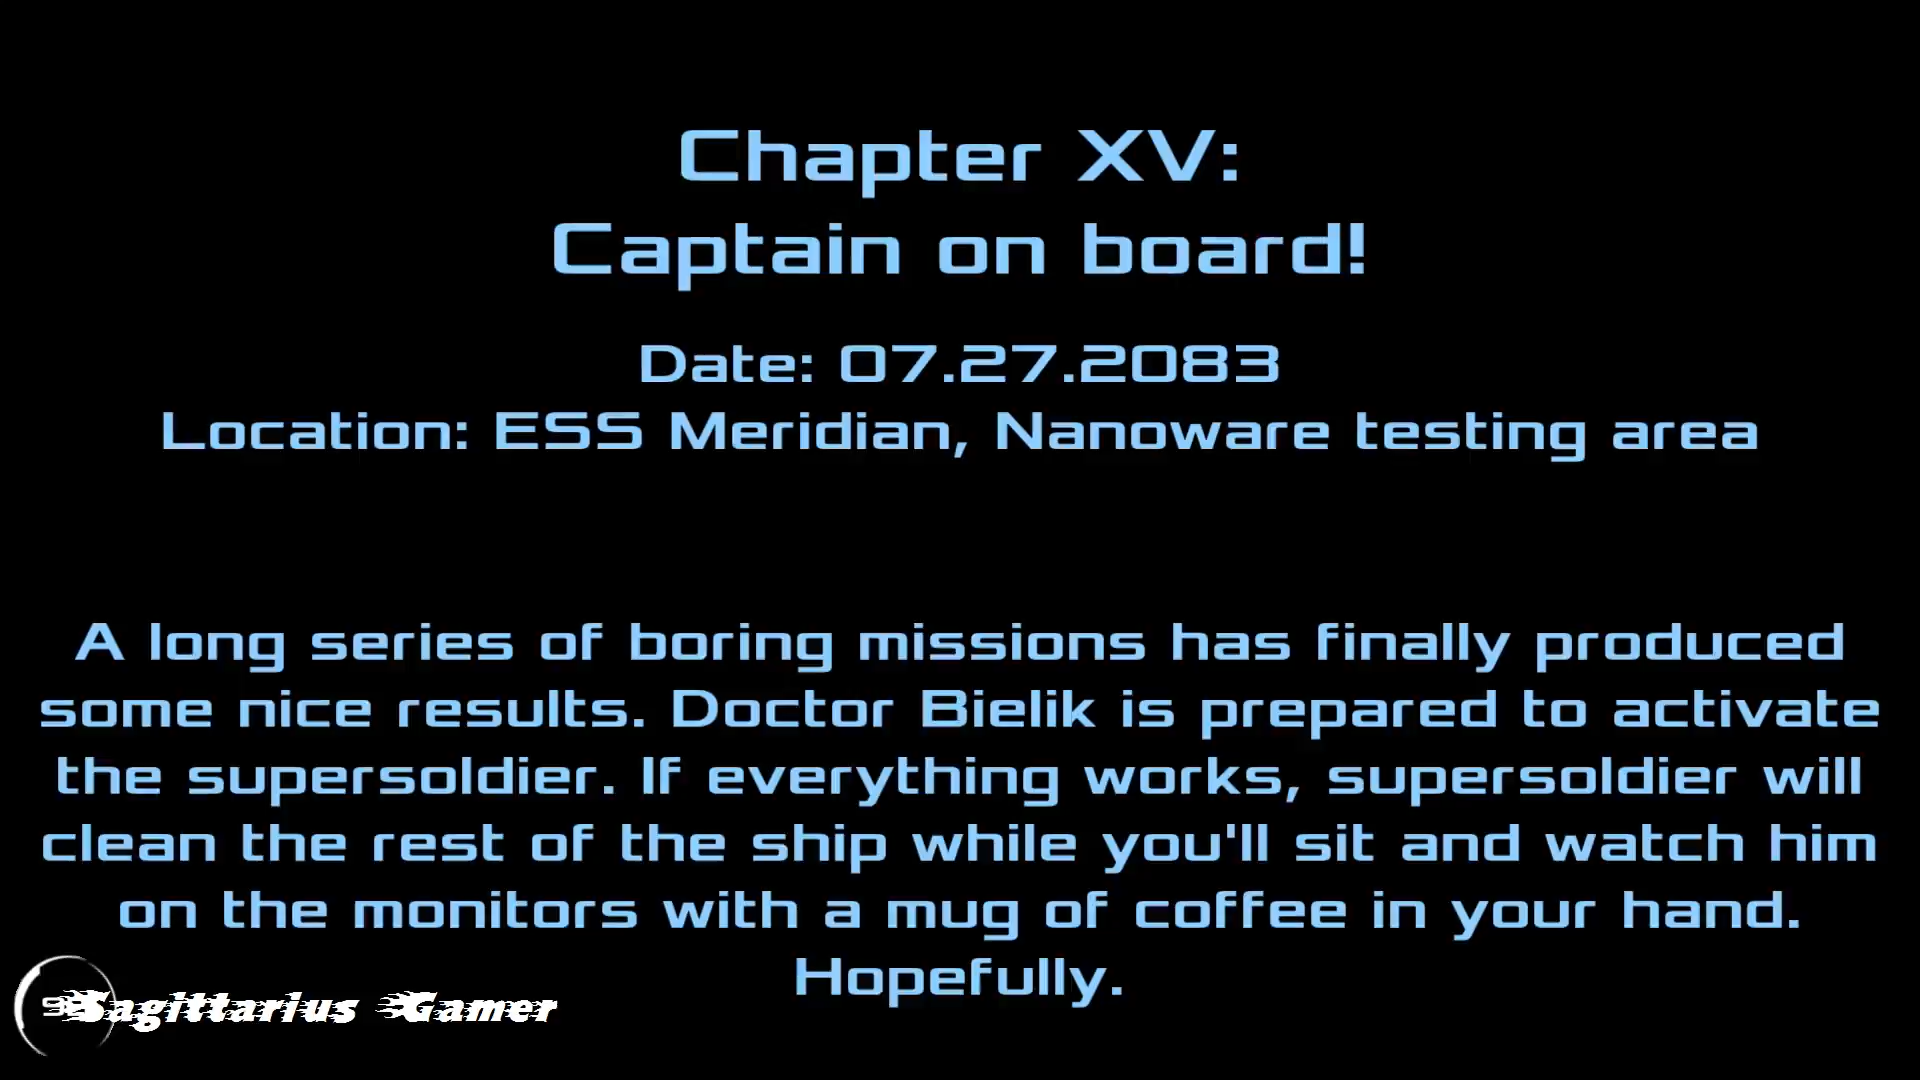 Chapter XV:
Captain on board!
Date: 07.27.2083
Location: ESS Meridian, Nanoware testing area
A long series of boring missions has finally produced
some nice results. Doctor Bielik is prepared to activate
the supersoldier. If everything works, supersoldier will
clean the rest of the ship while you'll sit and watch him
on the monitors with a mug of coffee in your hand.
Hopefully.
Sagittarius Gamer